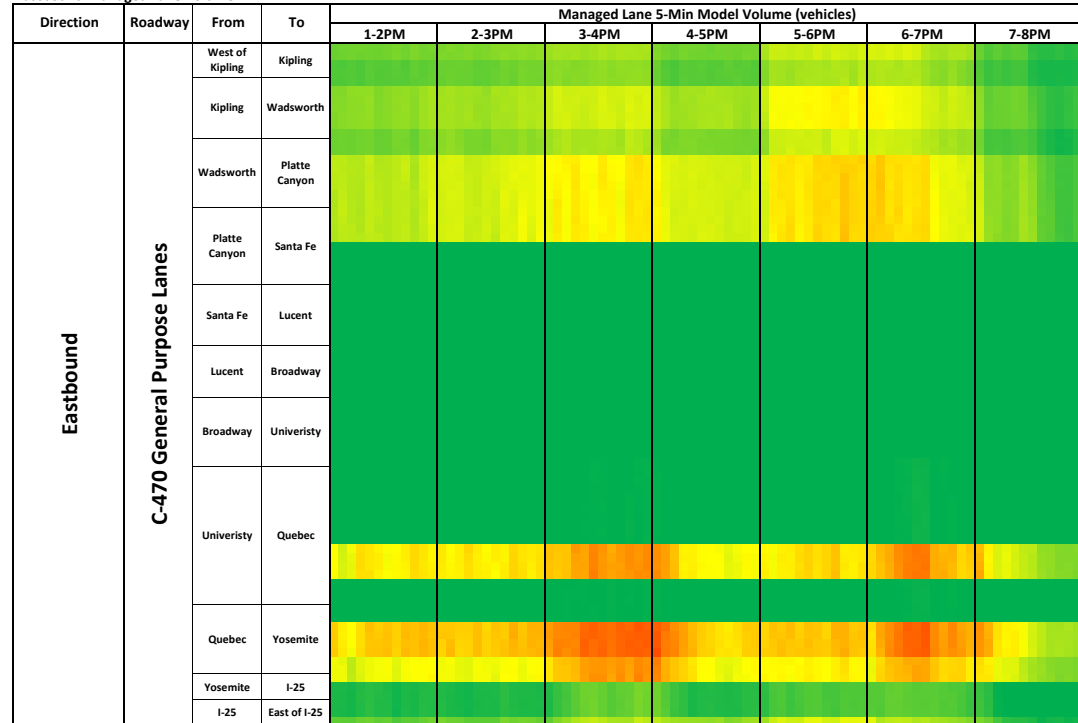 Direction Roadway From To Managed Lane 5-Min Model Volume (vehicles)
1-2PM 2-3PM 3-4PM 4-5PM 5-6PM 6-7PM 7-8PM
Eastbound
C-470 General Purpose Lanes
West of Kipling Kipling
Kipling Wadsworth
Wadsworth Platte Canyon
Platte Canyon Santa Fe
Santa Fe Lucent
Lucent Broadway
Broadway Univeristy
Univeristy Quebec
Quebec Yosemite
Yosemite I-25
I-25 East of I-25